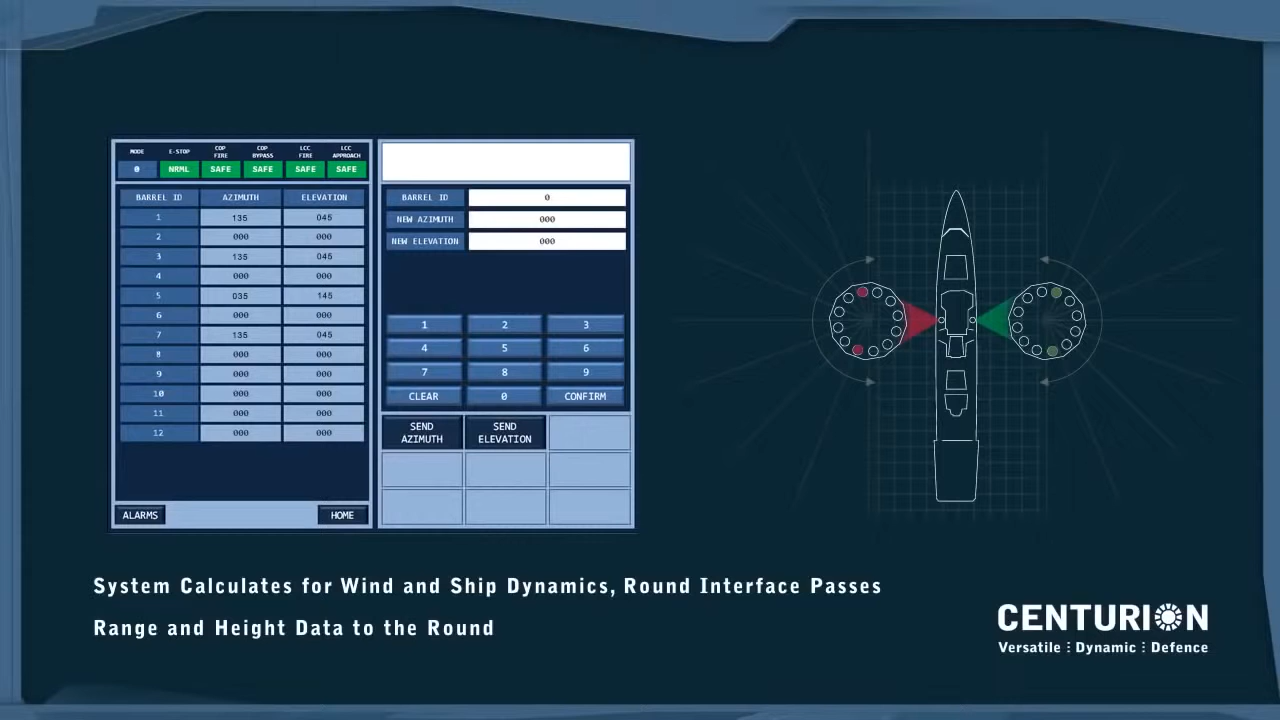 MODE E-STOP COP FIRE COP BYPASS LCC FIRE LCC APPROACH
0 NRML SAFE SAFE SAFE SAFE
BARREL ID AZIMUTH ELEVATION
1 135 045
2 000 000
3 135 045
4 000 000
5 035 145
6 000 000
7 135 045
8 000 000
9 000 000
10 000 000
11 000 000
12 000 000
ALARMS HOME
BARREL ID 0
NEW AZIMUTH 000
NEW ELEVATION 000
1 2 3
4 5 6
7 8 9
CLEAR 0 CONFIRM
SEND AZIMUTH SEND ELEVATION
System Calculates for Wind and Ship Dynamics, Round Interface Passes
Range and Height Data to the Round
CENTURION
Versatile ⋮ Dynamic ⋮ Defence